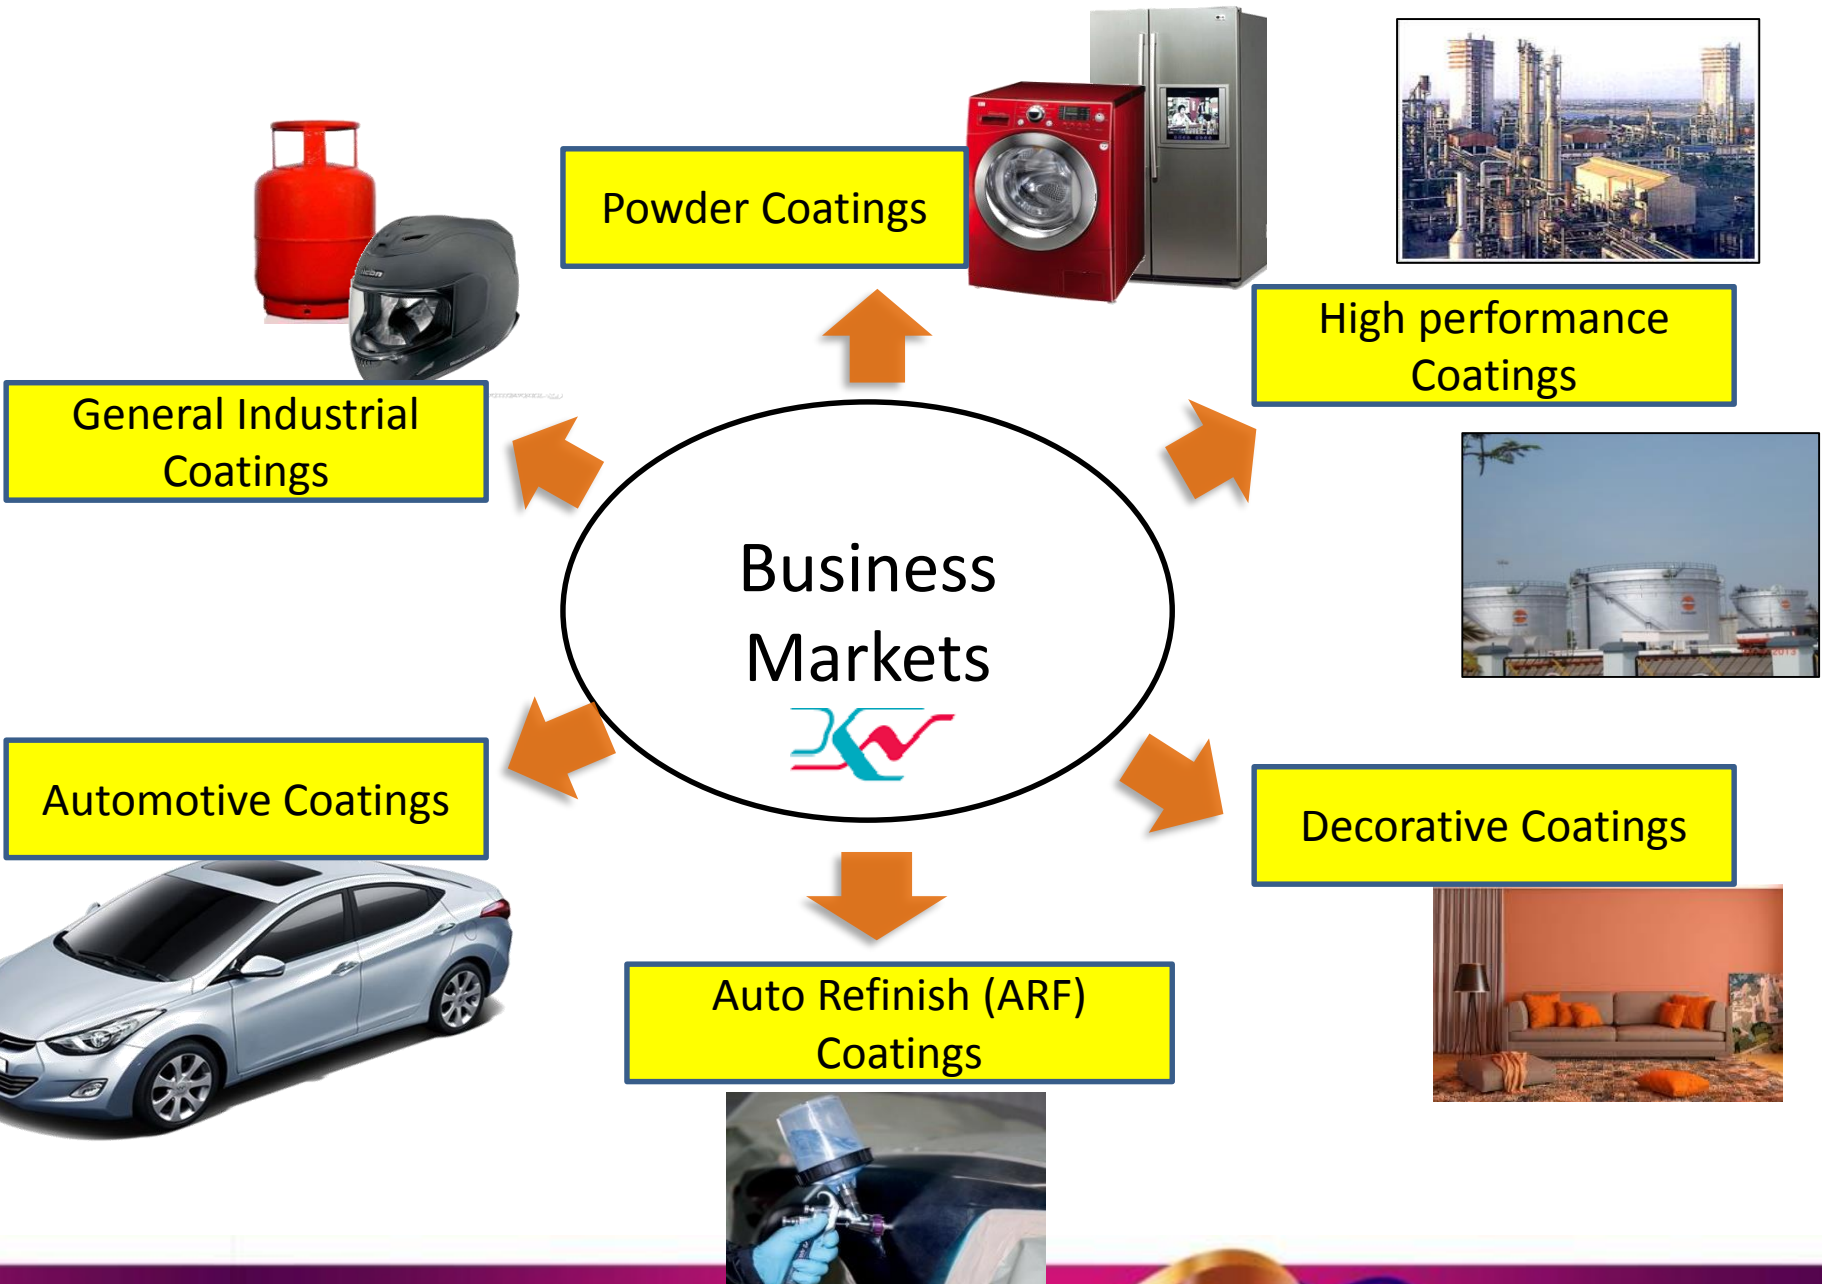 Powder Coatings
High performance
Coatings
General Industrial
Coatings
Business
Markets
Automotive Coatings
Decorative Coatings
Auto Refinish (ARF)
Coatings